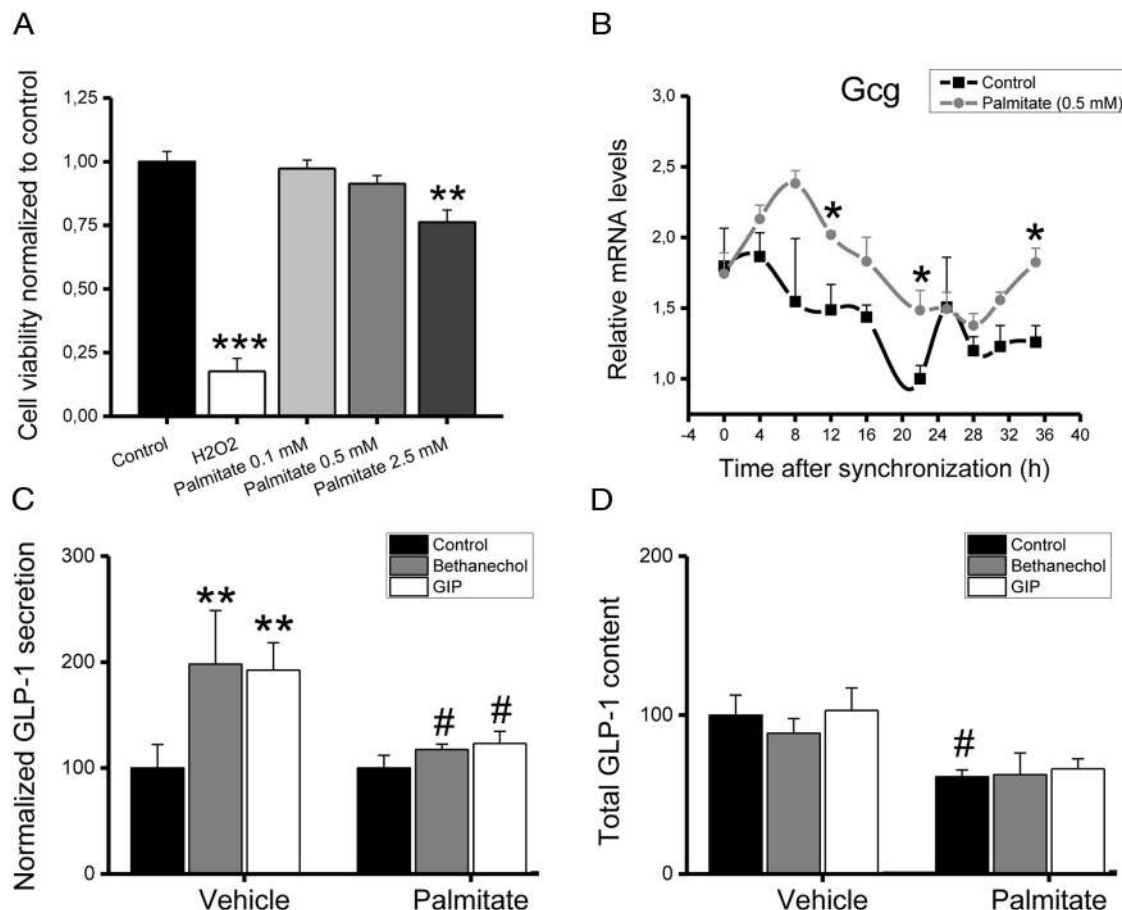 A
Cell viability normalized to control
1,25
1,00
0,75
0,50
0,25
0,00
***
**
Control
H2O2
Palmitate 0.1 mM
Palmitate 0.5 mM
Palmitate 2.5 mM
B
Gcg
Control
Palmitate (0.5 mM)
Relative mRNA levels
3,0
2,5
2,0
1,5
1,0
*
*
*
-4 0 4 8 12 16 20 24 28 32 36 40
Time after synchronization (h)
C
Normalized GLP-1 secretion
300
200
100
0
Control
Bethanechol
GIP
**
**
#
#
Vehicle Palmitate
D
Total GLP-1 content
200
100
0
Control
Bethanechol
GIP
#
Vehicle Palmitate